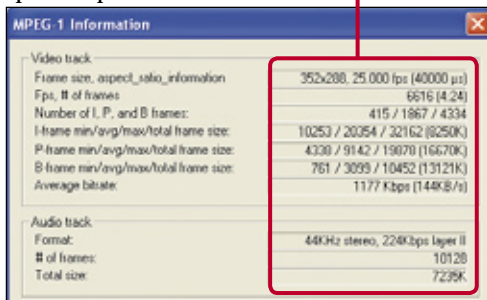 MPEG-1 Information
Video track
Frame size, aspect_ratio_information 352x288, 25.000 fps (40000 µs)
Fps, # of frames 6616 (4:24)
Number of I, P, and B frames: 415 / 1867 / 4334
I-frame min/avg/max/total frame size: 10253 / 20354 / 32162 (8250K)
P-frame min/avg/max/total frame size: 4338 / 9142 / 19878 (16670K)
B-frame min/avg/max/total frame size: 761 / 3099 / 10452 (13121K)
Average bitrate: 1177 Kbps (144KB/s)
Audio track
Format: 44KHz stereo, 224Kbps layer II
# of frames: 10128
Total size: 7235K